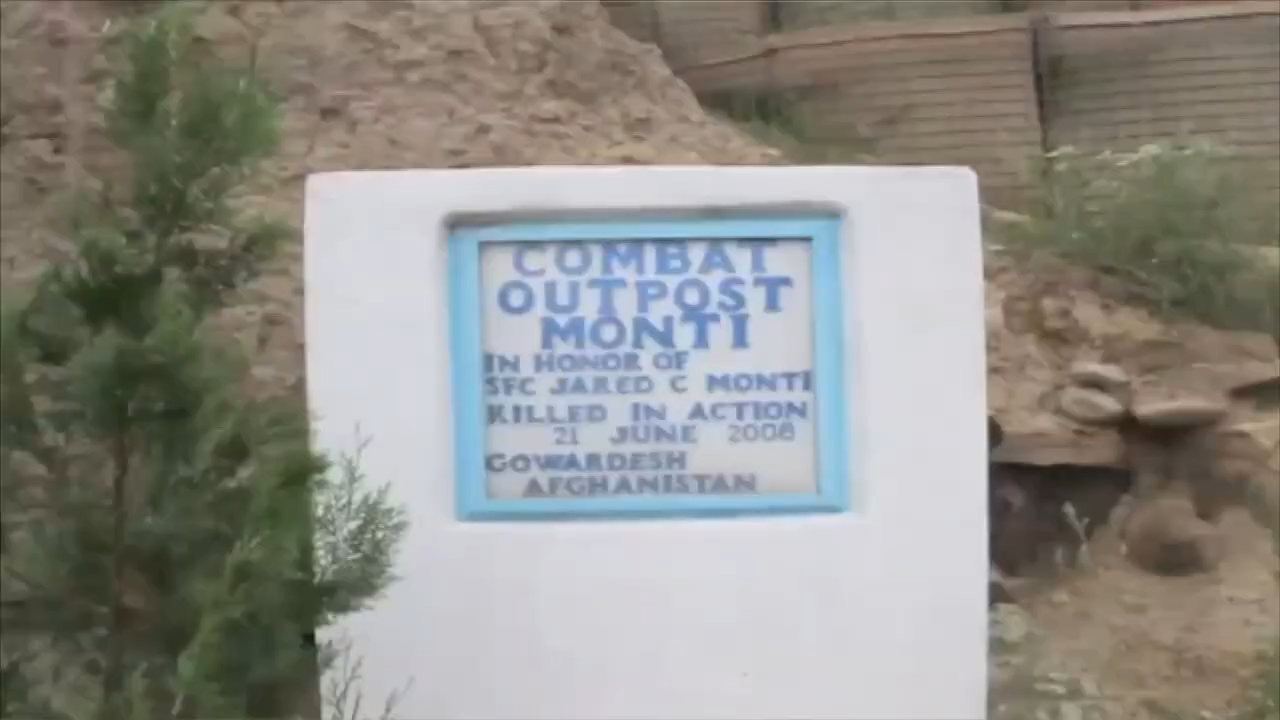 COMBAT
OUTPOST
MONTI
IN HONOR OF
SFC JARED C MONTI
KILLED IN ACTION
21 JUNE 2006
GOWARDESH
AFGHANISTAN